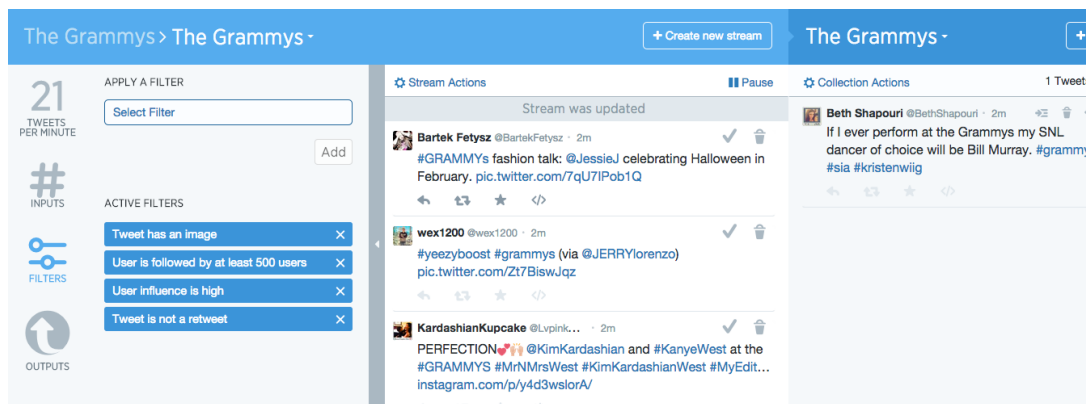 The Grammys > The Grammys
+ Create new stream
The Grammys
+
21
TWEETS
PER MINUTE
#
INPUTS
FILTERS
OUTPUTS
APPLY A FILTER
Select Filter
Add
ACTIVE FILTERS
Tweet has an image ×
User is followed by at least 500 users ×
User influence is high ×
Tweet is not a retweet ×
Stream Actions
Pause
Stream was updated
Bartek Fetysz @BartekFetysz · 2m
#GRAMMYs fashion talk: @JessieJ celebrating Halloween in
February. pic.twitter.com/7qU7lPob1Q
wex1200 @wex1200 · 2m
#yeezyboost #grammys (via @JERRYlorenzo)
pic.twitter.com/Zt7BiswJqz
KardashianKupcake @Lvpink... · 2m
PERFECTION💕🙌🏻 @KimKardashian and #KanyeWest at the
#GRAMMYS #MrNMrsWest #KimKardashianWest #MyEdit...
instagram.com/p/y4d3wslorA/
Collection Actions
1 Tweets
Beth Shapouri @BethShapouri · 2m
If I ever perform at the Grammys my SNL
dancer of choice will be Bill Murray. #grammy
#sia #kristenwiig